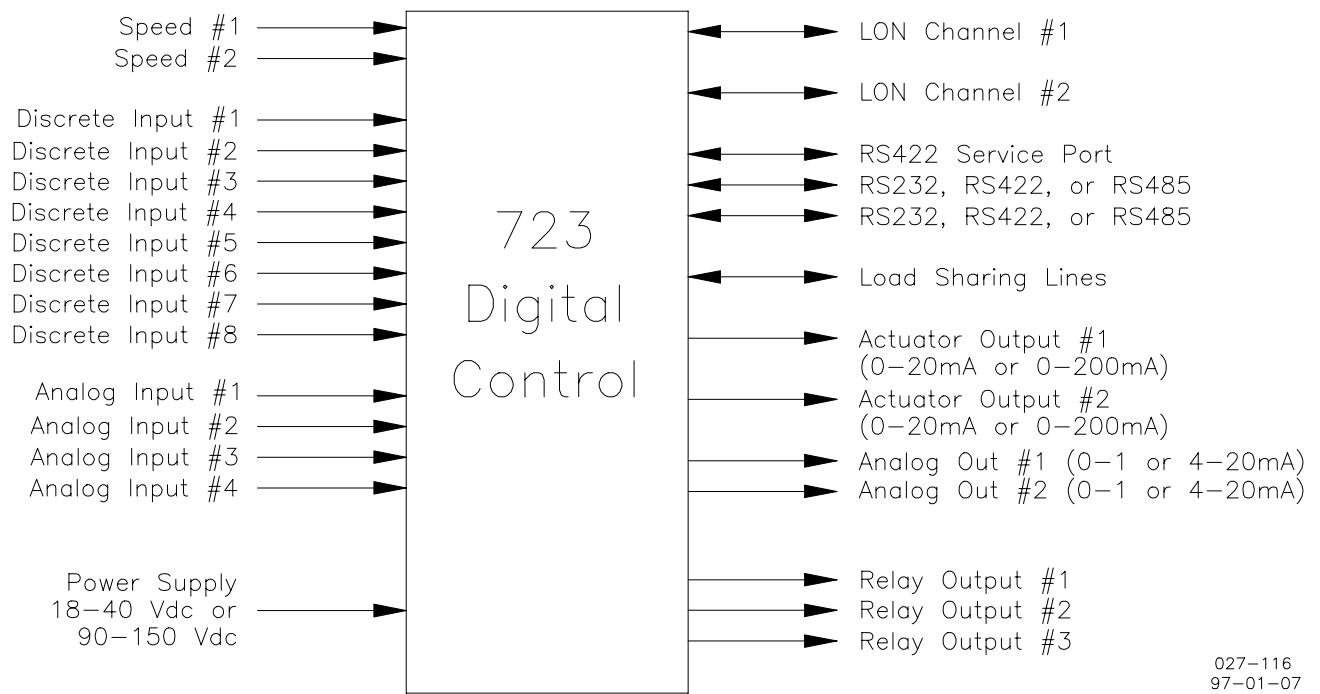 Speed #1
Speed #2
Discrete Input #1
Discrete Input #2
Discrete Input #3
Discrete Input #4
Discrete Input #5
Discrete Input #6
Discrete Input #7
Discrete Input #8
Analog Input #1
Analog Input #2
Analog Input #3
Analog Input #4
Power Supply
18-40 Vdc or
90-150 Vdc
723
Digital
Control
LON Channel #1
LON Channel #2
RS422 Service Port
RS232, RS422, or RS485
RS232, RS422, or RS485
Load Sharing Lines
Actuator Output #1
(0-20mA or 0-200mA)
Actuator Output #2
(0-20mA or 0-200mA)
Analog Out #1 (0-1 or 4-20mA)
Analog Out #2 (0-1 or 4-20mA)
Relay Output #1
Relay Output #2
Relay Output #3
027-116
97-01-07